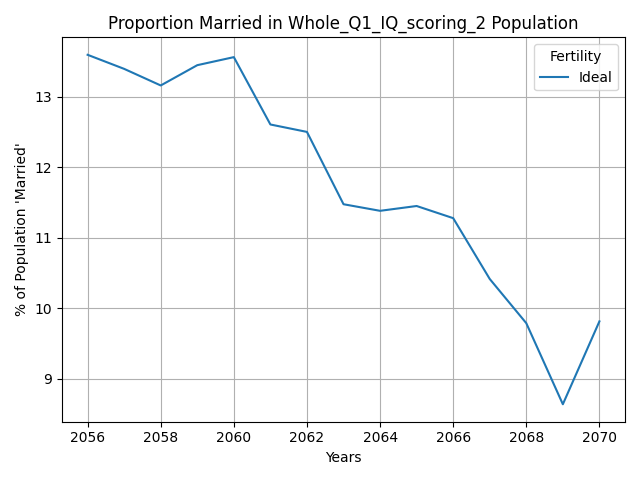 Proportion Married in Whole_Q1_IQ_scoring_2 Population
Fertility
Ideal
% of Population 'Married'
13
12
11
10
9
2056 2058 2060 2062 2064 2066 2068 2070
Years